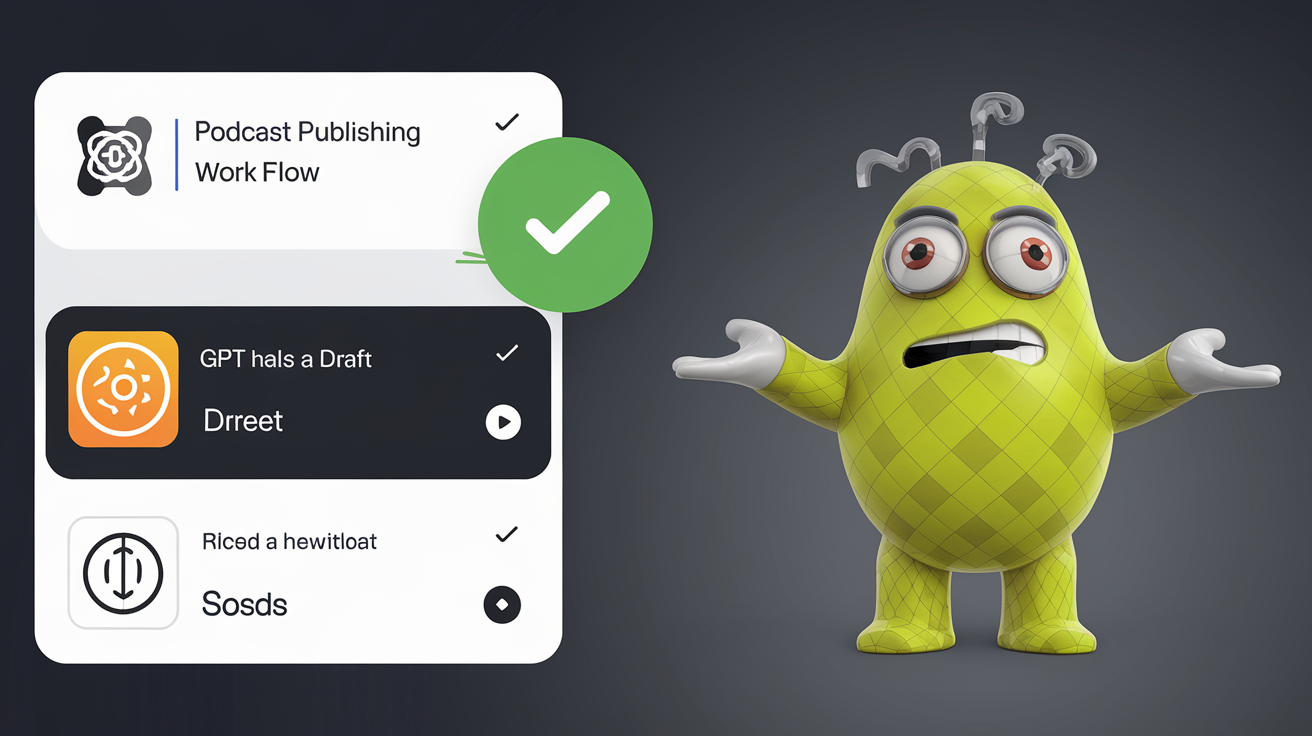 Podcast Publishing
Work Flow
GPT hals a Draft
Drreet
Riced a hewitloat
Sosds